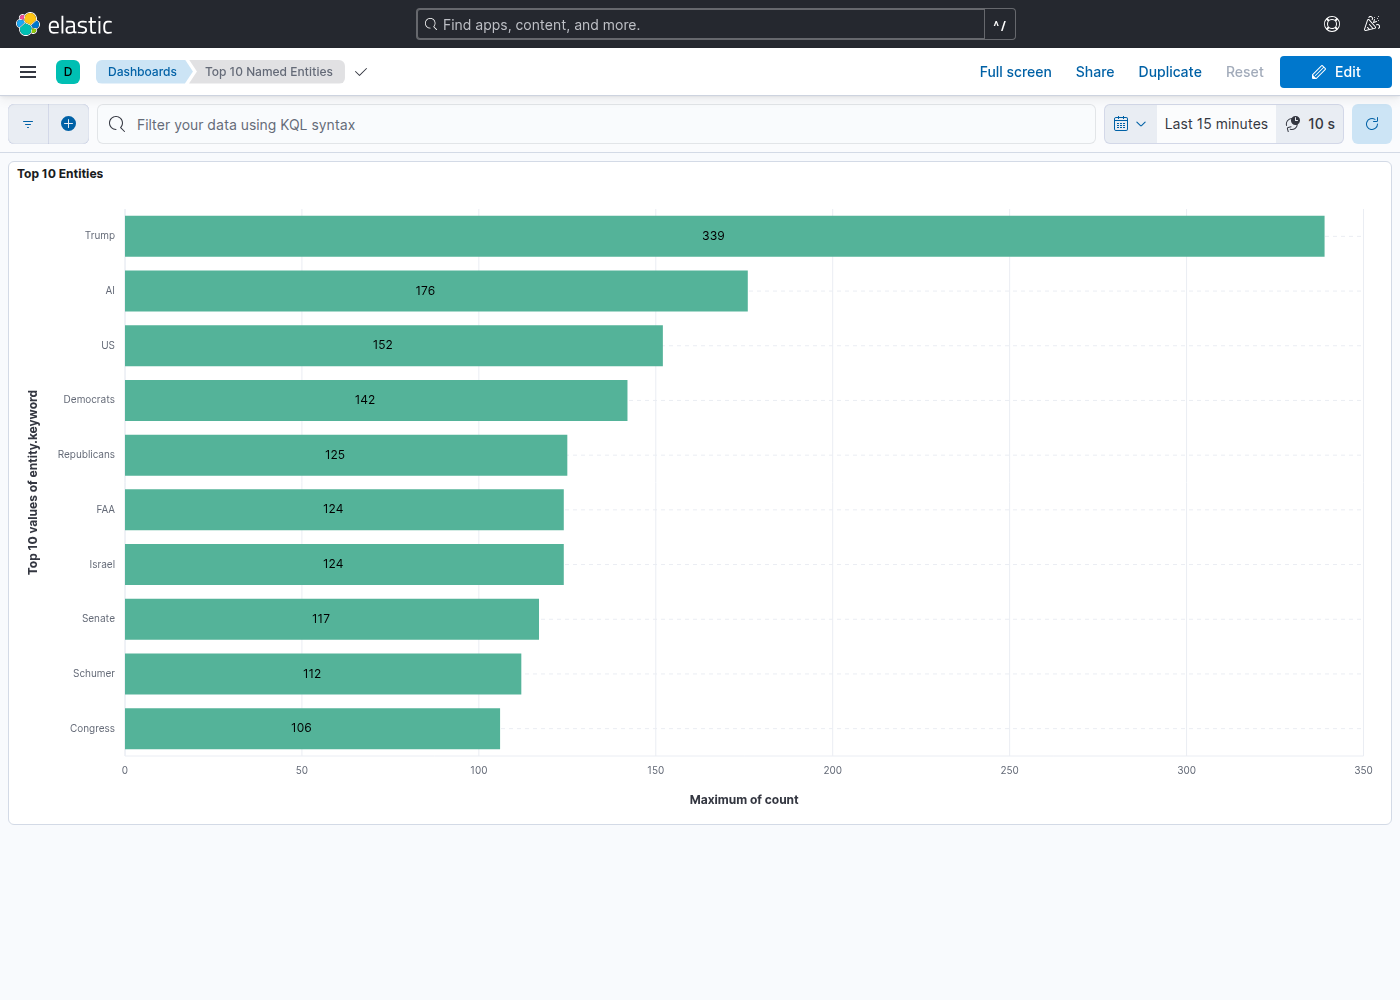 elastic
Find apps, content, and more.
^/
D
Dashboards
Top 10 Named Entities
Full screen
Share
Duplicate
Reset
Edit
Filter your data using KQL syntax
Last 15 minutes
10 s
Top 10 Entities
Top 10 values of entity.keyword
Trump 339
AI 176
US 152
Democrats 142
Republicans 125
FAA 124
Israel 124
Senate 117
Schumer 112
Congress 106
0 50 100 150 200 250 300 350
Maximum of count